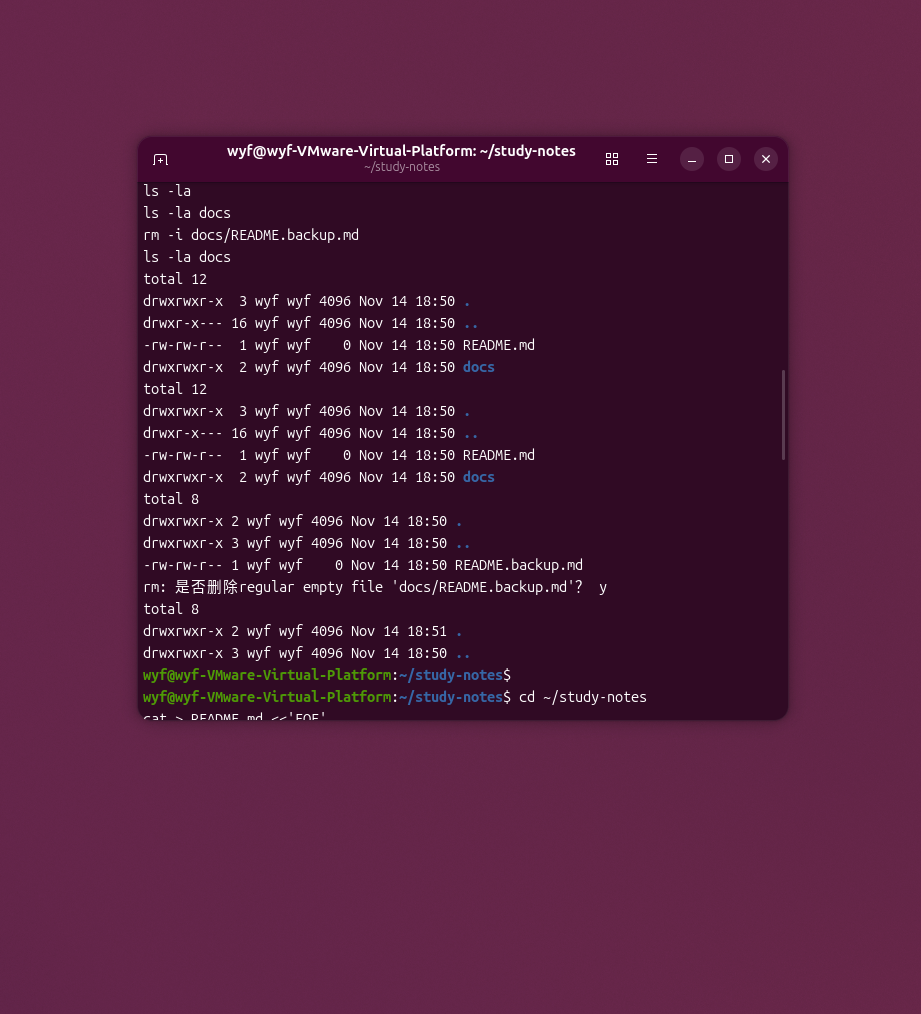 wyf@wyf-VMware-Virtual-Platform: ~/study-notes
~/study-notes
ls -la
ls -la docs
rm -i docs/README.backup.md
ls -la docs
total 12
drwxrwxr-x  3 wyf wyf 4096 Nov 14 18:50 .
drwxr-x--- 16 wyf wyf 4096 Nov 14 18:50 ..
-rw-rw-r--  1 wyf wyf    0 Nov 14 18:50 README.md
drwxrwxr-x  2 wyf wyf 4096 Nov 14 18:50 docs
total 12
drwxrwxr-x  3 wyf wyf 4096 Nov 14 18:50 .
drwxr-x--- 16 wyf wyf 4096 Nov 14 18:50 ..
-rw-rw-r--  1 wyf wyf    0 Nov 14 18:50 README.md
drwxrwxr-x  2 wyf wyf 4096 Nov 14 18:50 docs
total 8
drwxrwxr-x 2 wyf wyf 4096 Nov 14 18:50 .
drwxrwxr-x 3 wyf wyf 4096 Nov 14 18:50 ..
-rw-rw-r-- 1 wyf wyf    0 Nov 14 18:50 README.backup.md
rm: 是否删除regular empty file 'docs/README.backup.md'？ y
total 8
drwxrwxr-x 2 wyf wyf 4096 Nov 14 18:51 .
drwxrwxr-x 3 wyf wyf 4096 Nov 14 18:50 ..
wyf@wyf-VMware-Virtual-Platform:~/study-notes$
wyf@wyf-VMware-Virtual-Platform:~/study-notes$ cd ~/study-notes
cat > README.md <<'EOF'